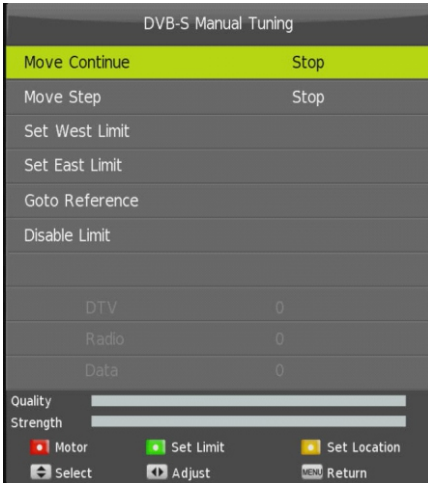 DVB-S Manual Tuning
Move Continue Stop
Move Step Stop
Set West Limit
Set East Limit
Goto Reference
Disable Limit
DTV 0
Radio 0
Data 0
Quality
Strength
Motor Set Limit Set Location
Select Adjust MENU Return